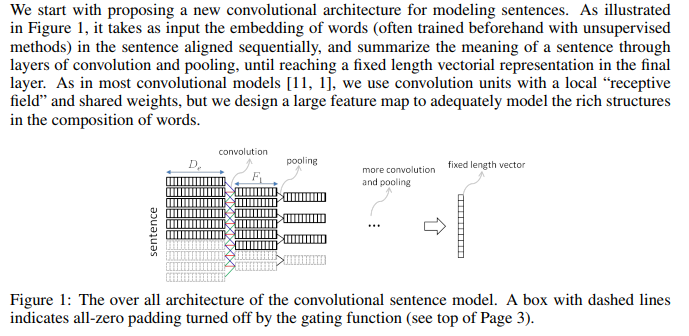 We start with proposing a new convolutional architecture for modeling sentences. As illustrated
in Figure 1, it takes as input the embedding of words (often trained beforehand with unsupervised
methods) in the sentence aligned sequentially, and summarize the meaning of a sentence through
layers of convolution and pooling, until reaching a fixed length vectorial representation in the final
layer. As in most convolutional models [11, 1], we use convolution units with a local “receptive
field” and shared weights, but we design a large feature map to adequately model the rich structures
in the composition of words.
convolution
D_e
F_1
pooling
more convolution
and pooling
fixed length vector
sentence
...
Figure 1: The over all architecture of the convolutional sentence model. A box with dashed lines
indicates all-zero padding turned off by the gating function (see top of Page 3).